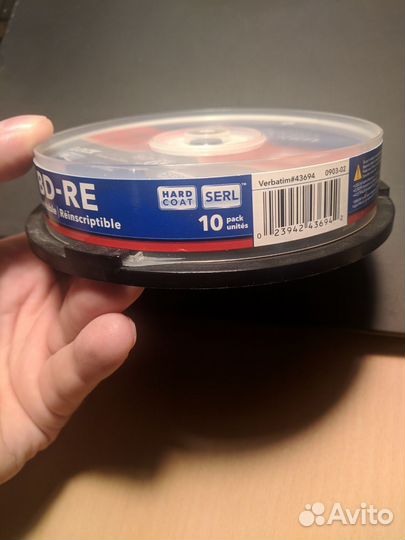 BD-RE
Réinscriptible
HARD COAT
SERL
10 pack
unités
Verbatim#43694 0903-02
0 23942 43694 2
Avito